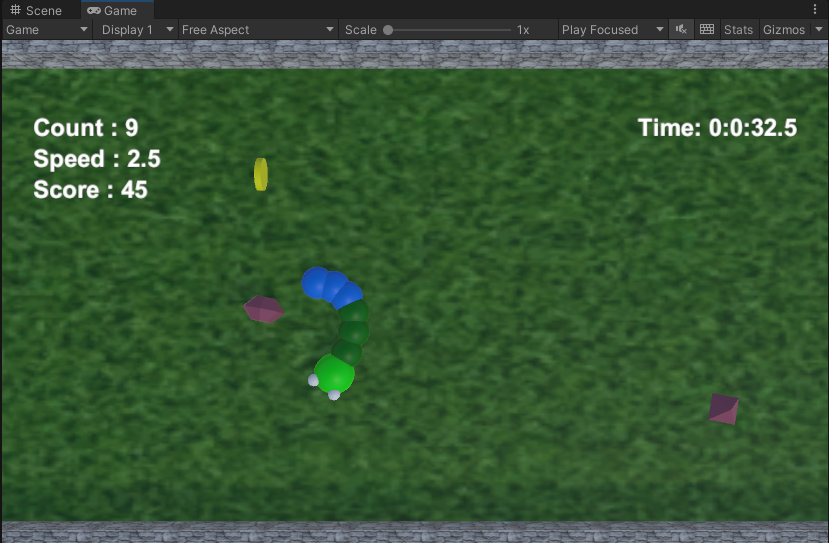 Scene Game
Game Display 1 Free Aspect Scale 1x Play Focused Stats Gizmos
Count : 9
Speed : 2.5
Score : 45
Time: 0:0:32.5